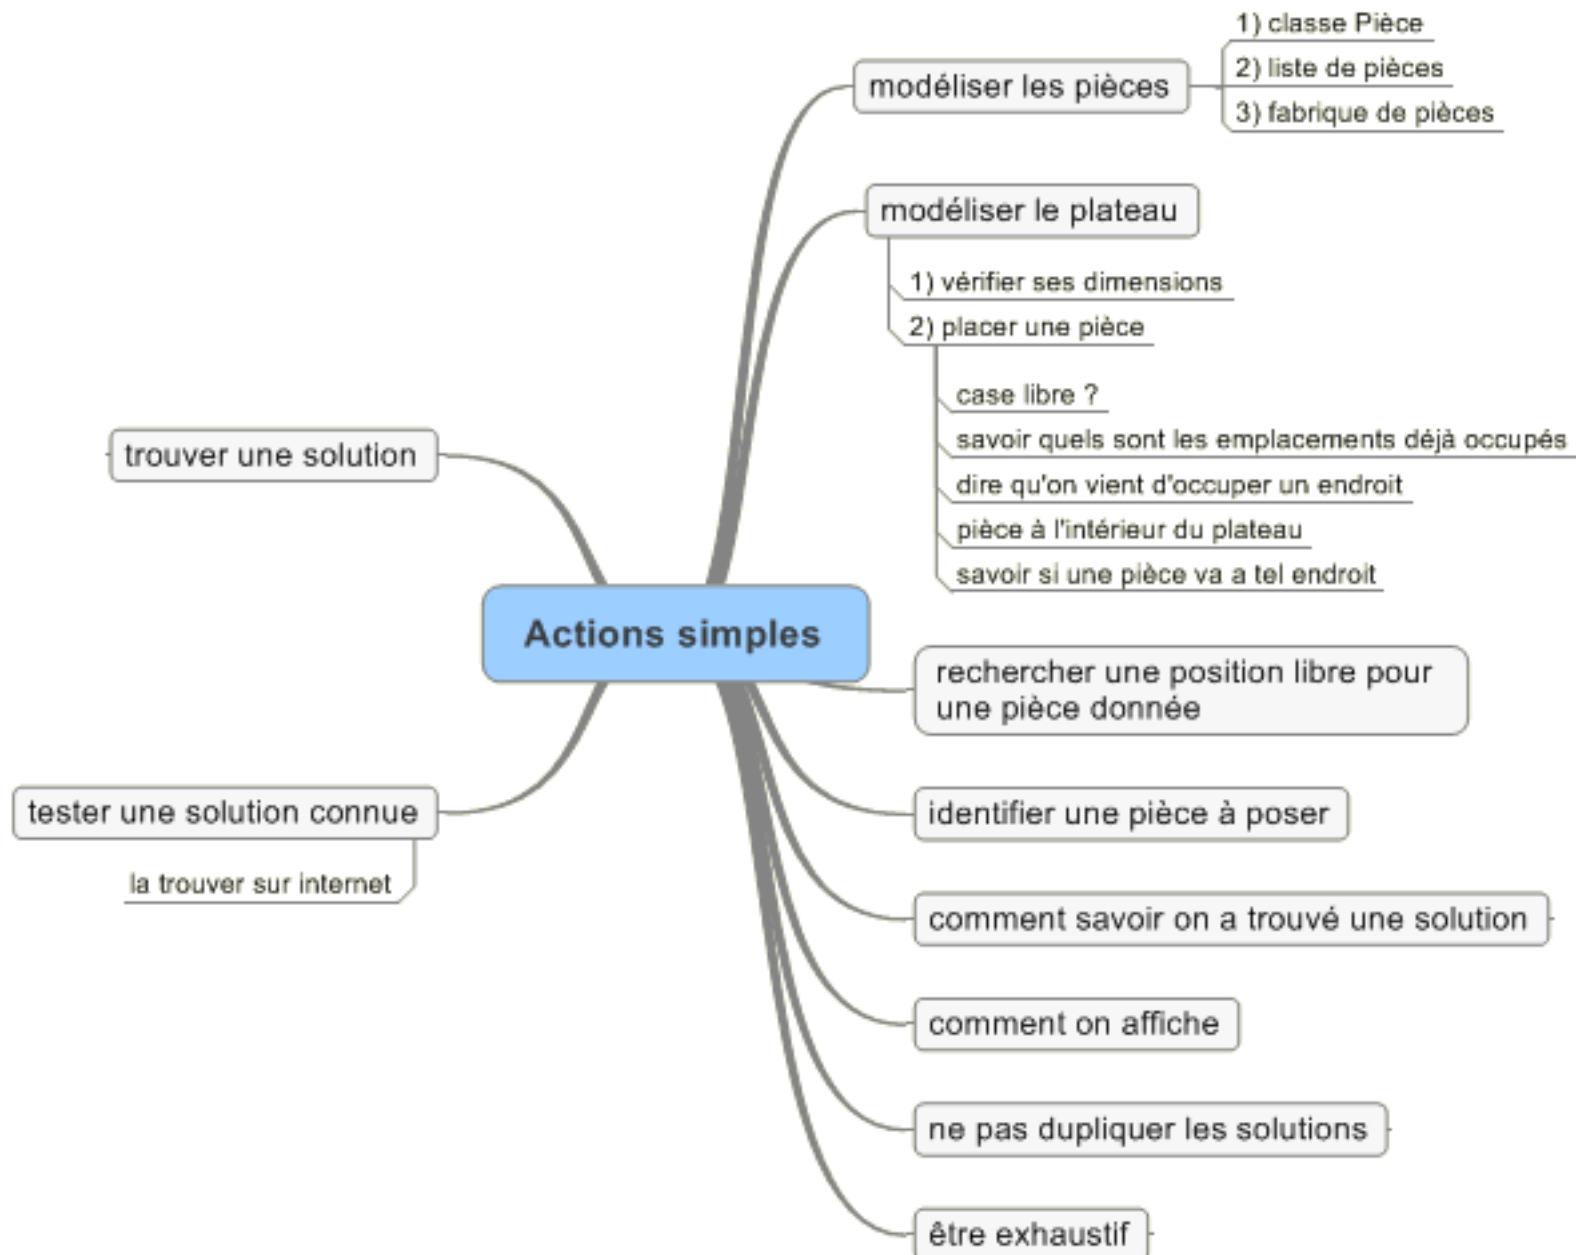 1) classe Pièce
modéliser les pièces
2) liste de pièces
3) fabrique de pièces
modéliser le plateau
1) vérifier ses dimensions
2) placer une pièce
case libre ?
savoir quels sont les emplacements déjà occupés
dire qu'on vient d'occuper un endroit
pièce à l'intérieur du plateau
savoir si une pièce va a tel endroit
trouver une solution
Actions simples
rechercher une position libre pour
une pièce donnée
tester une solution connue
la trouver sur internet
identifier une pièce à poser
comment savoir on a trouvé une solution
comment on affiche
ne pas dupliquer les solutions
être exhaustif